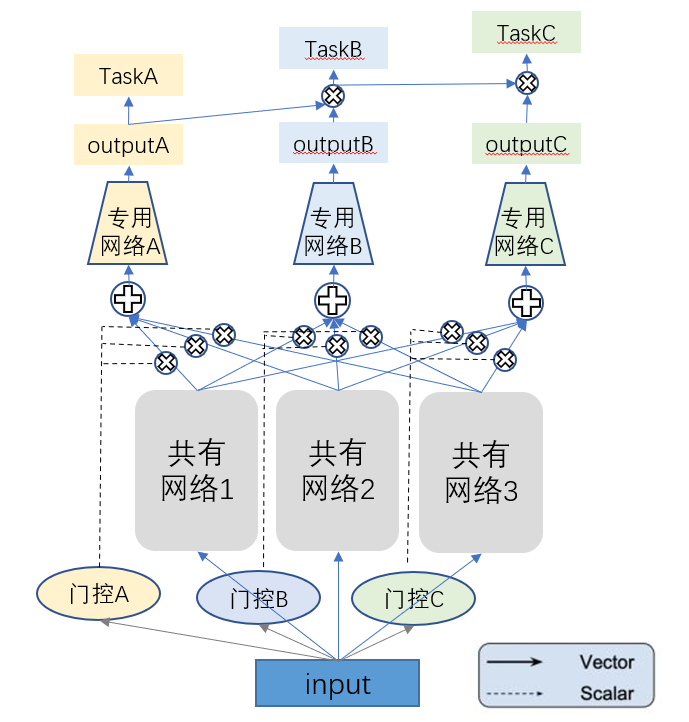 TaskA
TaskB
TaskC
outputA
outputB
outputC
专用
网络A
专用
网络B
专用
网络C
共有
网络1
共有
网络2
共有
网络3
门控A
门控B
门控C
input
Vector
Scalar